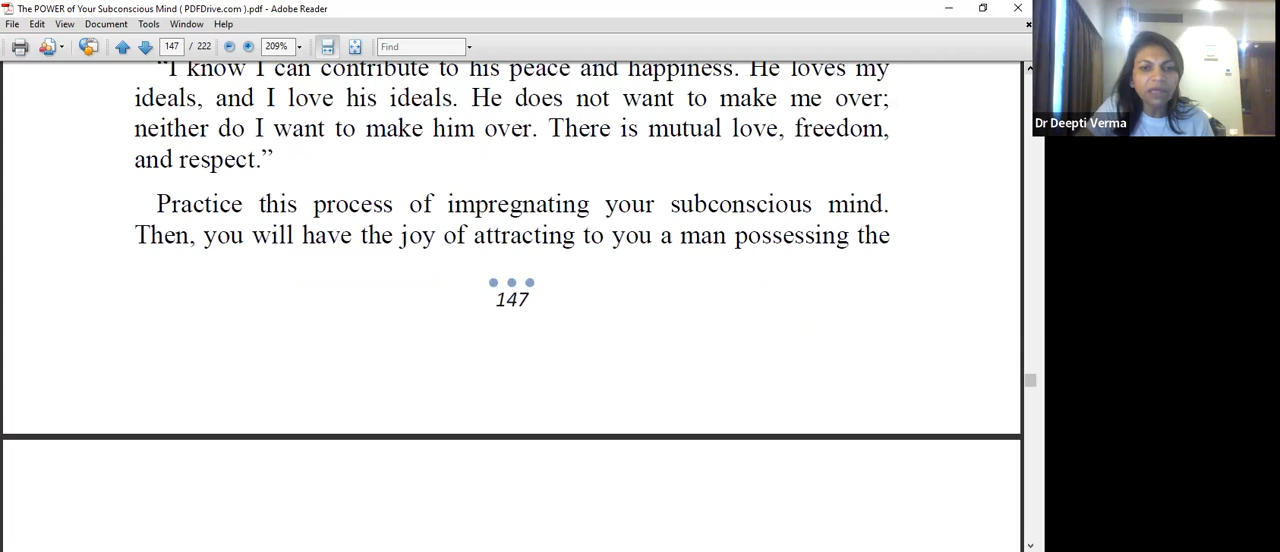 The POWER of Your Subconscious Mind ( PDFDrive.com ).pdf - Adobe Reader
File Edit View Document Tools Window Help
147 / 222 209% Find
"I know I can contribute to his peace and happiness. He loves my
ideals, and I love his ideals. He does not want to make me over;
neither do I want to make him over. There is mutual love, freedom,
and respect."
Practice this process of impregnating your subconscious mind.
Then, you will have the joy of attracting to you a man possessing the
147
Dr Deepti Verma